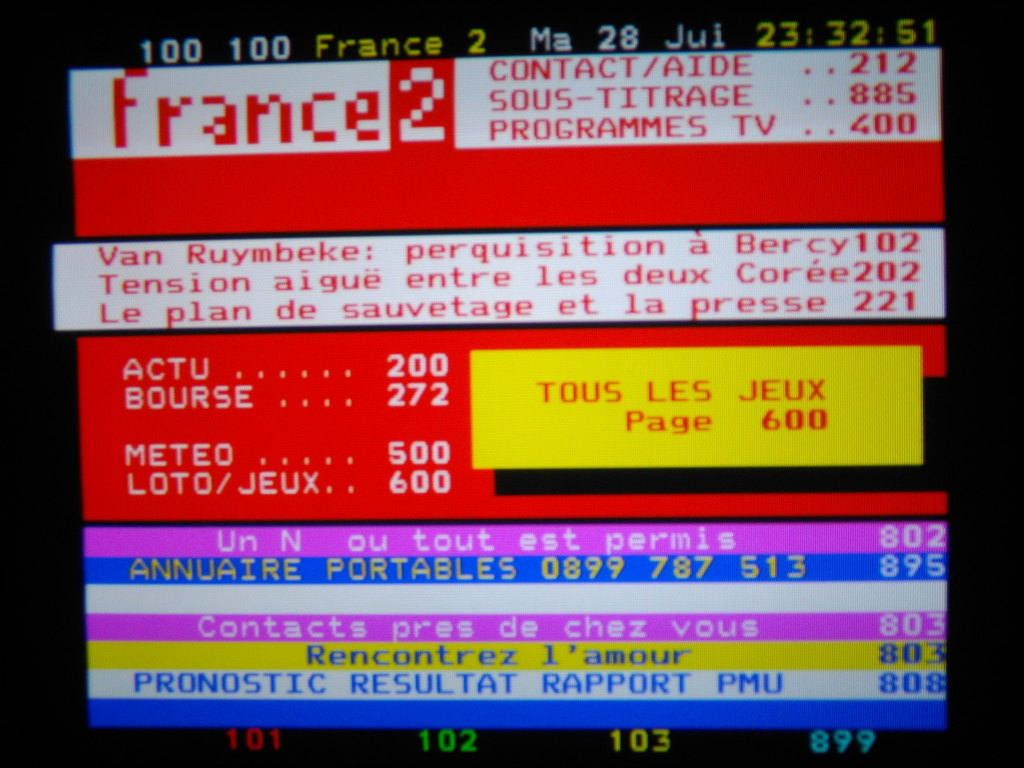 100 100 France 2 Ma 28 Jui 23:32:51
france2
CONTACT/AIDE ..212
SOUS-TITRAGE ..885
PROGRAMMES TV ..400
Van Ruymbeke: perquisition à Bercy102
Tension aiguë entre les deux Corée202
Le plan de sauvetage et la presse 221
ACTU ...... 200
BOURSE .... 272
METEO ..... 500
LOTO/JEUX.. 600
TOUS LES JEUX
Page 600
Un N ou tout est permis 802
ANNUAIRE PORTABLES 0899 787 513 895
Contacts pres de chez vous 803
Rencontrez l'amour 803
PRONOSTIC RESULTAT RAPPORT PMU 808
101 102 103 899